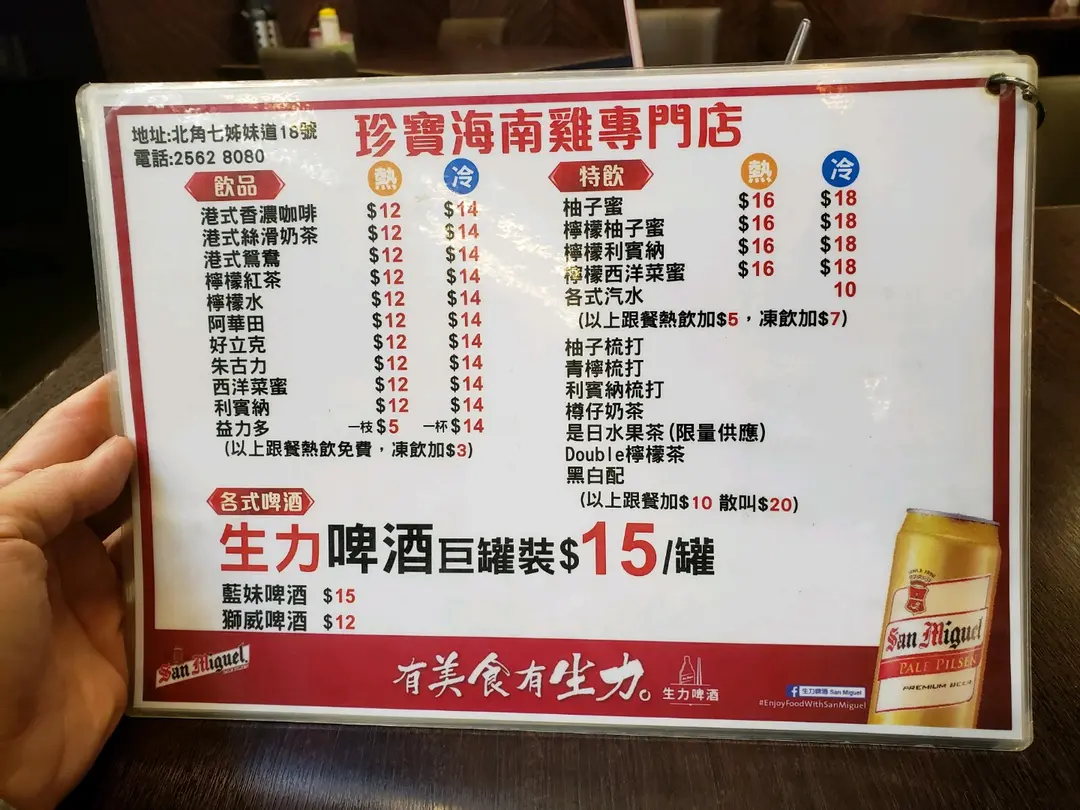 地址:北角七姊妹道18號
電話:2562 8080
珍寶海南雞專門店
飲品 熱 冷
港式香濃咖啡 $12 $14
港式絲滑奶茶 $12 $14
港式鴛鴦 $12 $14
檸檬紅茶 $12 $14
檸檬水 $12 $14
阿華田 $12 $14
好立克 $12 $14
朱古力 $12 $14
西洋菜蜜 $12 $14
利賓納 $12 $14
益力多 一枝$5 一杯$14
(以上跟餐熱飲免費，凍飲加$3)
特飲 熱 冷
柚子蜜 $16 $18
檸檬柚子蜜 $16 $18
檸檬利賓納 $16 $18
檸檬西洋菜蜜 $16 $18
各式汽水 10
(以上跟餐熱飲加$5，凍飲加$7)
柚子梳打
青檸梳打
利賓納梳打
樽仔奶茶
是日水果茶(限量供應)
Double檸檬茶
黑白配
(以上跟餐加$10 散叫$20)
各式啤酒
生力啤酒巨罐裝$15/罐
藍妹啤酒 $15
獅威啤酒 $12
San Miguel
有美食有生力。
生力啤酒
f 生力啤酒 San Miguel
#EnjoyFoodWithSanMiguel
San Miguel
PALE PILSEN
PREMIUM BEER